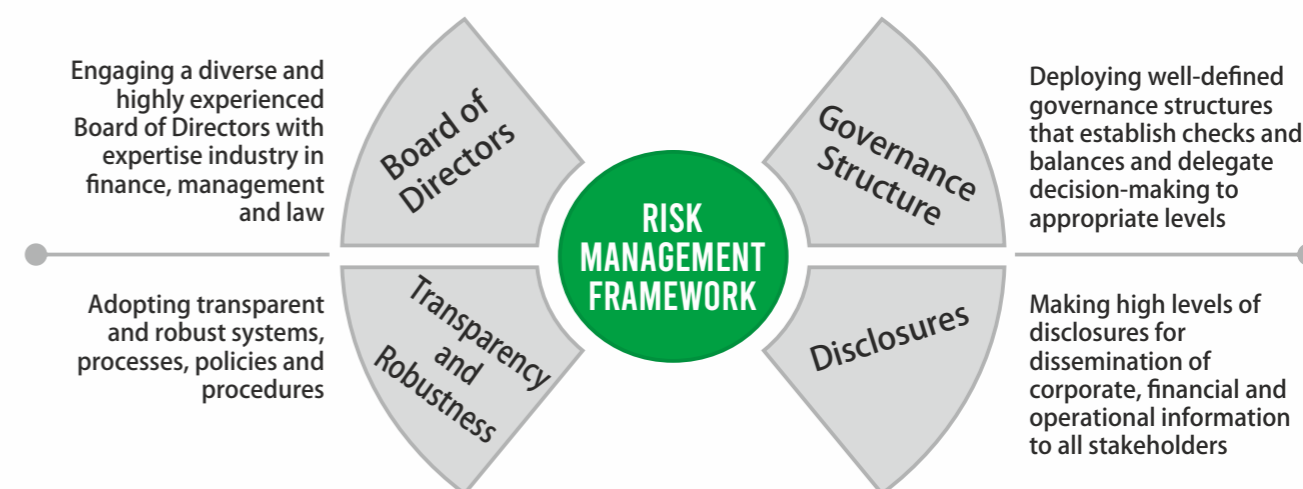 Engaging a diverse and
highly experienced
Board of Directors with
expertise industry in
finance, management
and law
Board of
Directors
Governance
Structure
Deploying well-defined
governance structures
that establish checks and
balances and delegate
decision-making to
appropriate levels
RISK
MANAGEMENT
FRAMEWORK
Adopting transparent
and robust systems,
processes, policies and
procedures
Transparency
and
Robustness
Disclosures
Making high levels of
disclosures for
dissemination of
corporate, financial and
operational information
to all stakeholders